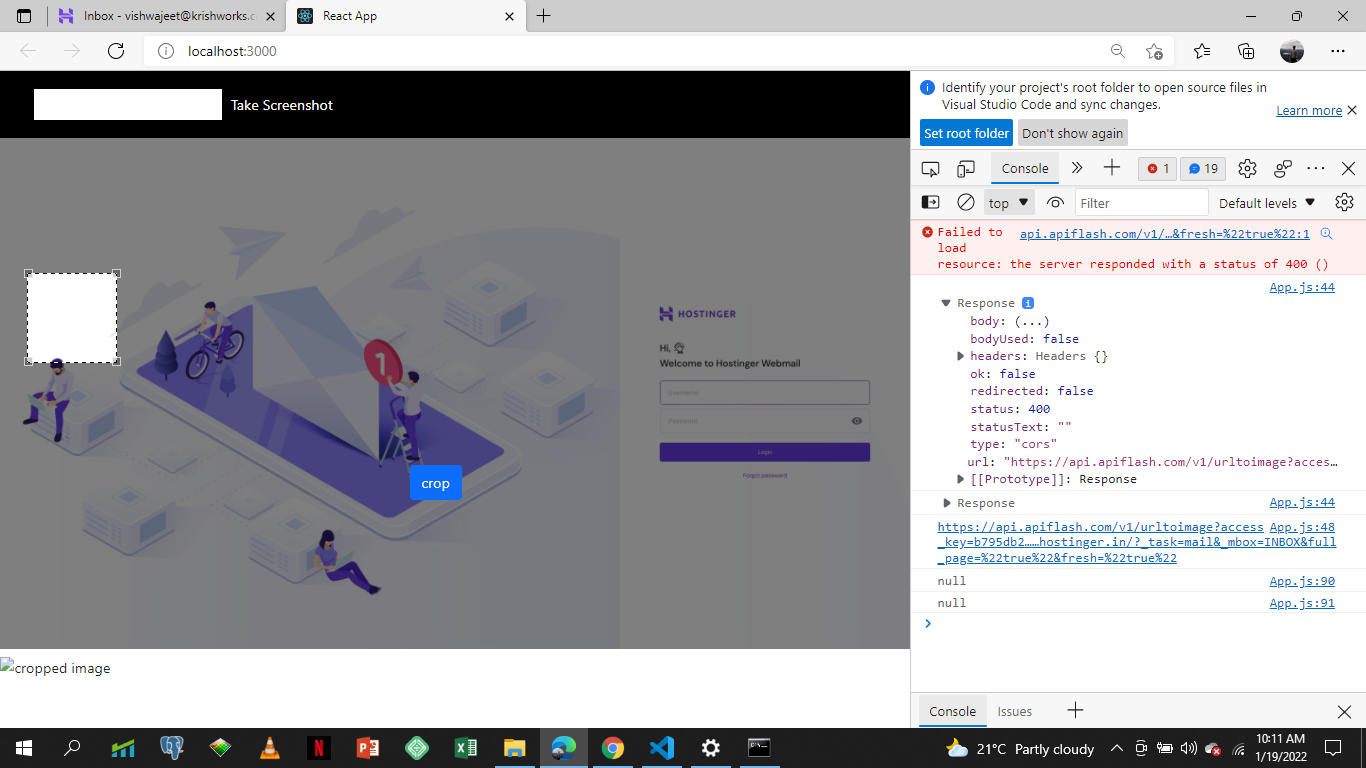 Inbox - vishwajeet@krishworks.c
React App
localhost:3000
Take Screenshot
1
HOSTINGER
Hi,
Welcome to Hostinger Webmail
Username
Password
Login
Forgot password
crop
cropped image
Identify your project's root folder to open source files in
Visual Studio Code and sync changes.
Learn more
Set root folder
Don't show again
Console
1
19
top
Filter
Default levels
Failed to api.apiflash.com/v1/…&fresh=%22true%22:1
load
resource: the server responded with a status of 400 ()
App.js:44
Response
body: (...)
bodyUsed: false
headers: Headers {}
ok: false
redirected: false
status: 400
statusText: ""
type: "cors"
url: "https://api.apiflash.com/v1/urltoimage?acces…
[[Prototype]]: Response
Response App.js:44
https://api.apiflash.com/v1/urltoimage?access App.js:48
_key=b795db2……hostinger.in/?_task=mail&_mbox=INBOX&full
_page=%22true%22&fresh=%22true%22
null App.js:90
null App.js:91
Console
Issues
21°C Partly cloudy
10:11 AM
1/19/2022